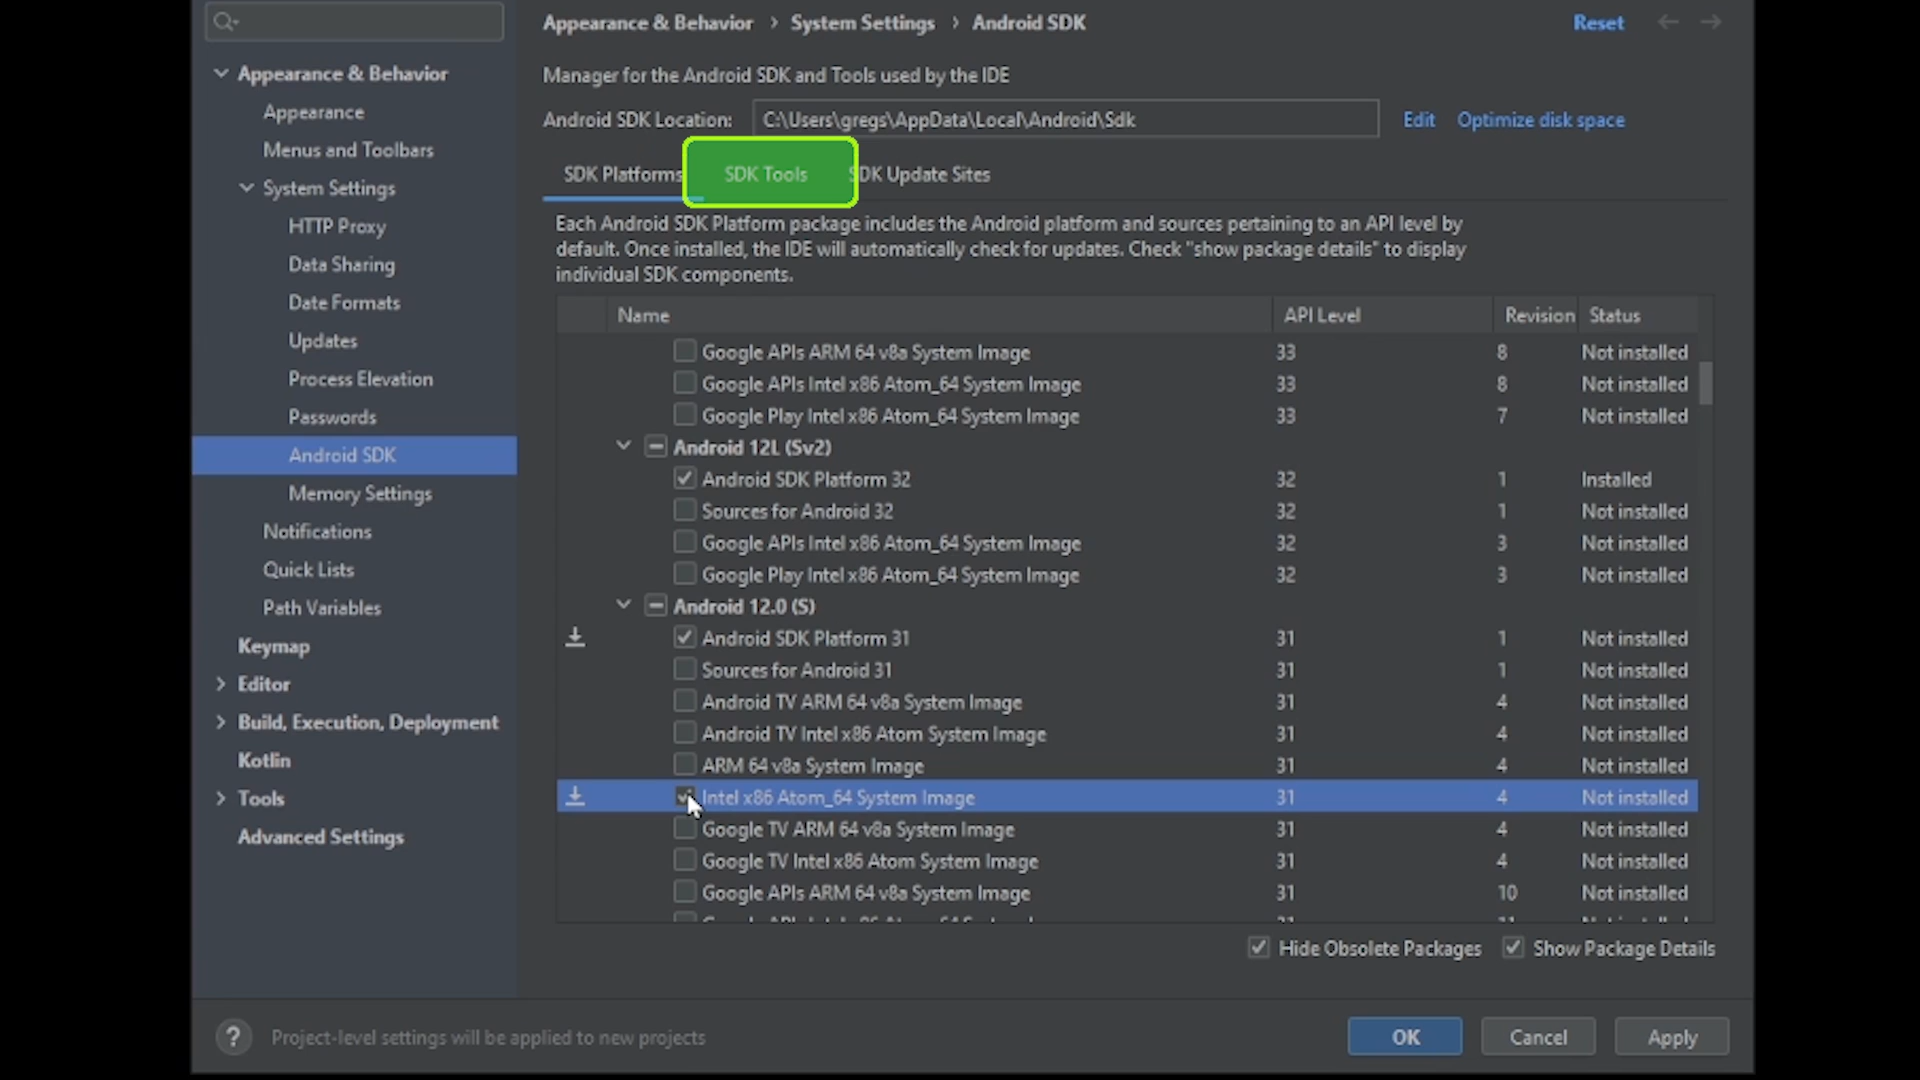 Appearance & Behavior › System Settings › Android SDK
Reset
Appearance & Behavior
Appearance
Menus and Toolbars
System Settings
HTTP Proxy
Data Sharing
Date Formats
Updates
Process Elevation
Passwords
Android SDK
Memory Settings
Notifications
Quick Lists
Path Variables
Keymap
Editor
Build, Execution, Deployment
Kotlin
Tools
Advanced Settings
Manager for the Android SDK and Tools used by the IDE
Android SDK Location: C:\Users\gregs\AppData\Local\Android\Sdk Edit Optimize disk space
SDK Platforms SDK Tools SDK Update Sites
Each Android SDK Platform package includes the Android platform and sources pertaining to an API level by
default. Once installed, the IDE will automatically check for updates. Check "show package details" to display
individual SDK components.
Name API Level Revision Status
Google APIs ARM 64 v8a System Image 33 8 Not installed
Google APIs Intel x86 Atom_64 System Image 33 8 Not installed
Google Play Intel x86 Atom_64 System Image 33 7 Not installed
Android 12L (Sv2)
Android SDK Platform 32 32 1 Installed
Sources for Android 32 32 1 Not installed
Google APIs Intel x86 Atom_64 System Image 32 3 Not installed
Google Play Intel x86 Atom_64 System Image 32 3 Not installed
Android 12.0 (S)
Android SDK Platform 31 31 1 Not installed
Sources for Android 31 31 1 Not installed
Android TV ARM 64 v8a System Image 31 4 Not installed
Android TV Intel x86 Atom System Image 31 4 Not installed
ARM 64 v8a System Image 31 4 Not installed
Intel x86 Atom_64 System Image 31 4 Not installed
Google TV ARM 64 v8a System Image 31 4 Not installed
Google TV Intel x86 Atom System Image 31 4 Not installed
Google APIs ARM 64 v8a System Image 31 10 Not installed
Hide Obsolete Packages Show Package Details
? Project-level settings will be applied to new projects
OK Cancel Apply